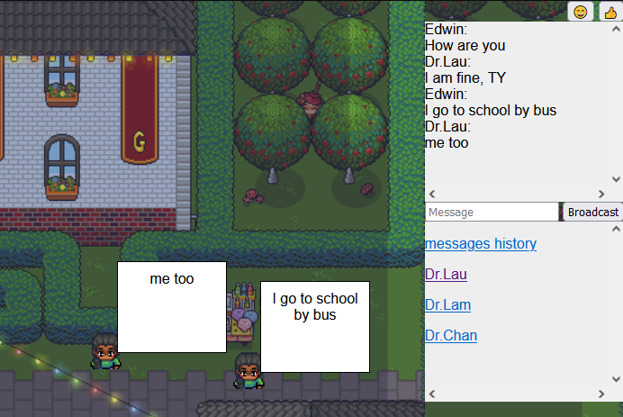 Edwin:
How are you
Dr.Lau:
I am fine, TY
Edwin:
I go to school by bus
Dr.Lau:
me too
Message
Broadcast
messages history
Dr.Lau
Dr.Lam
Dr.Chan
G
me too
I go to school
by bus